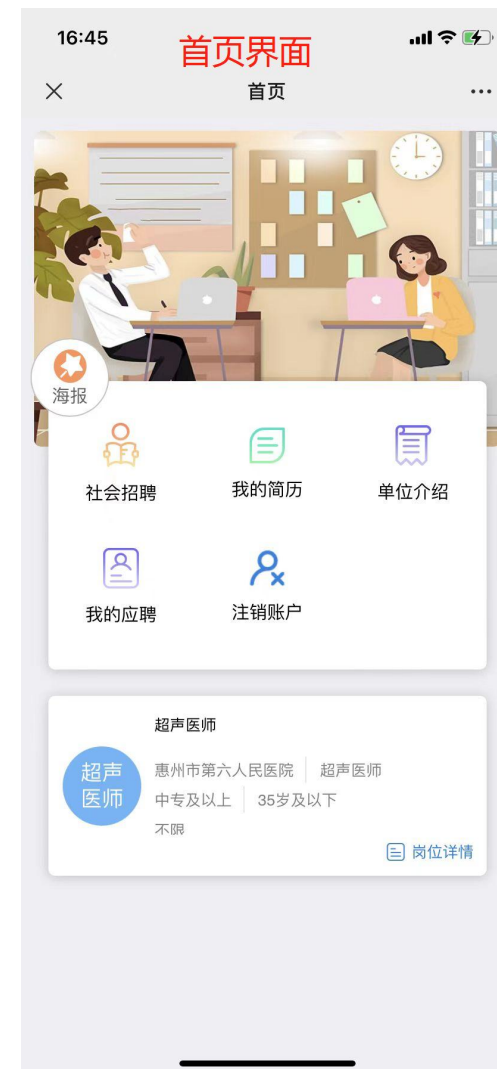 16:45
首页界面
首页
海报
社会招聘
我的简历
单位介绍
我的应聘
注销账户
超声医师
超声
医师
惠州市第六人民医院 超声医师
中专及以上 35岁及以下
不限
岗位详情